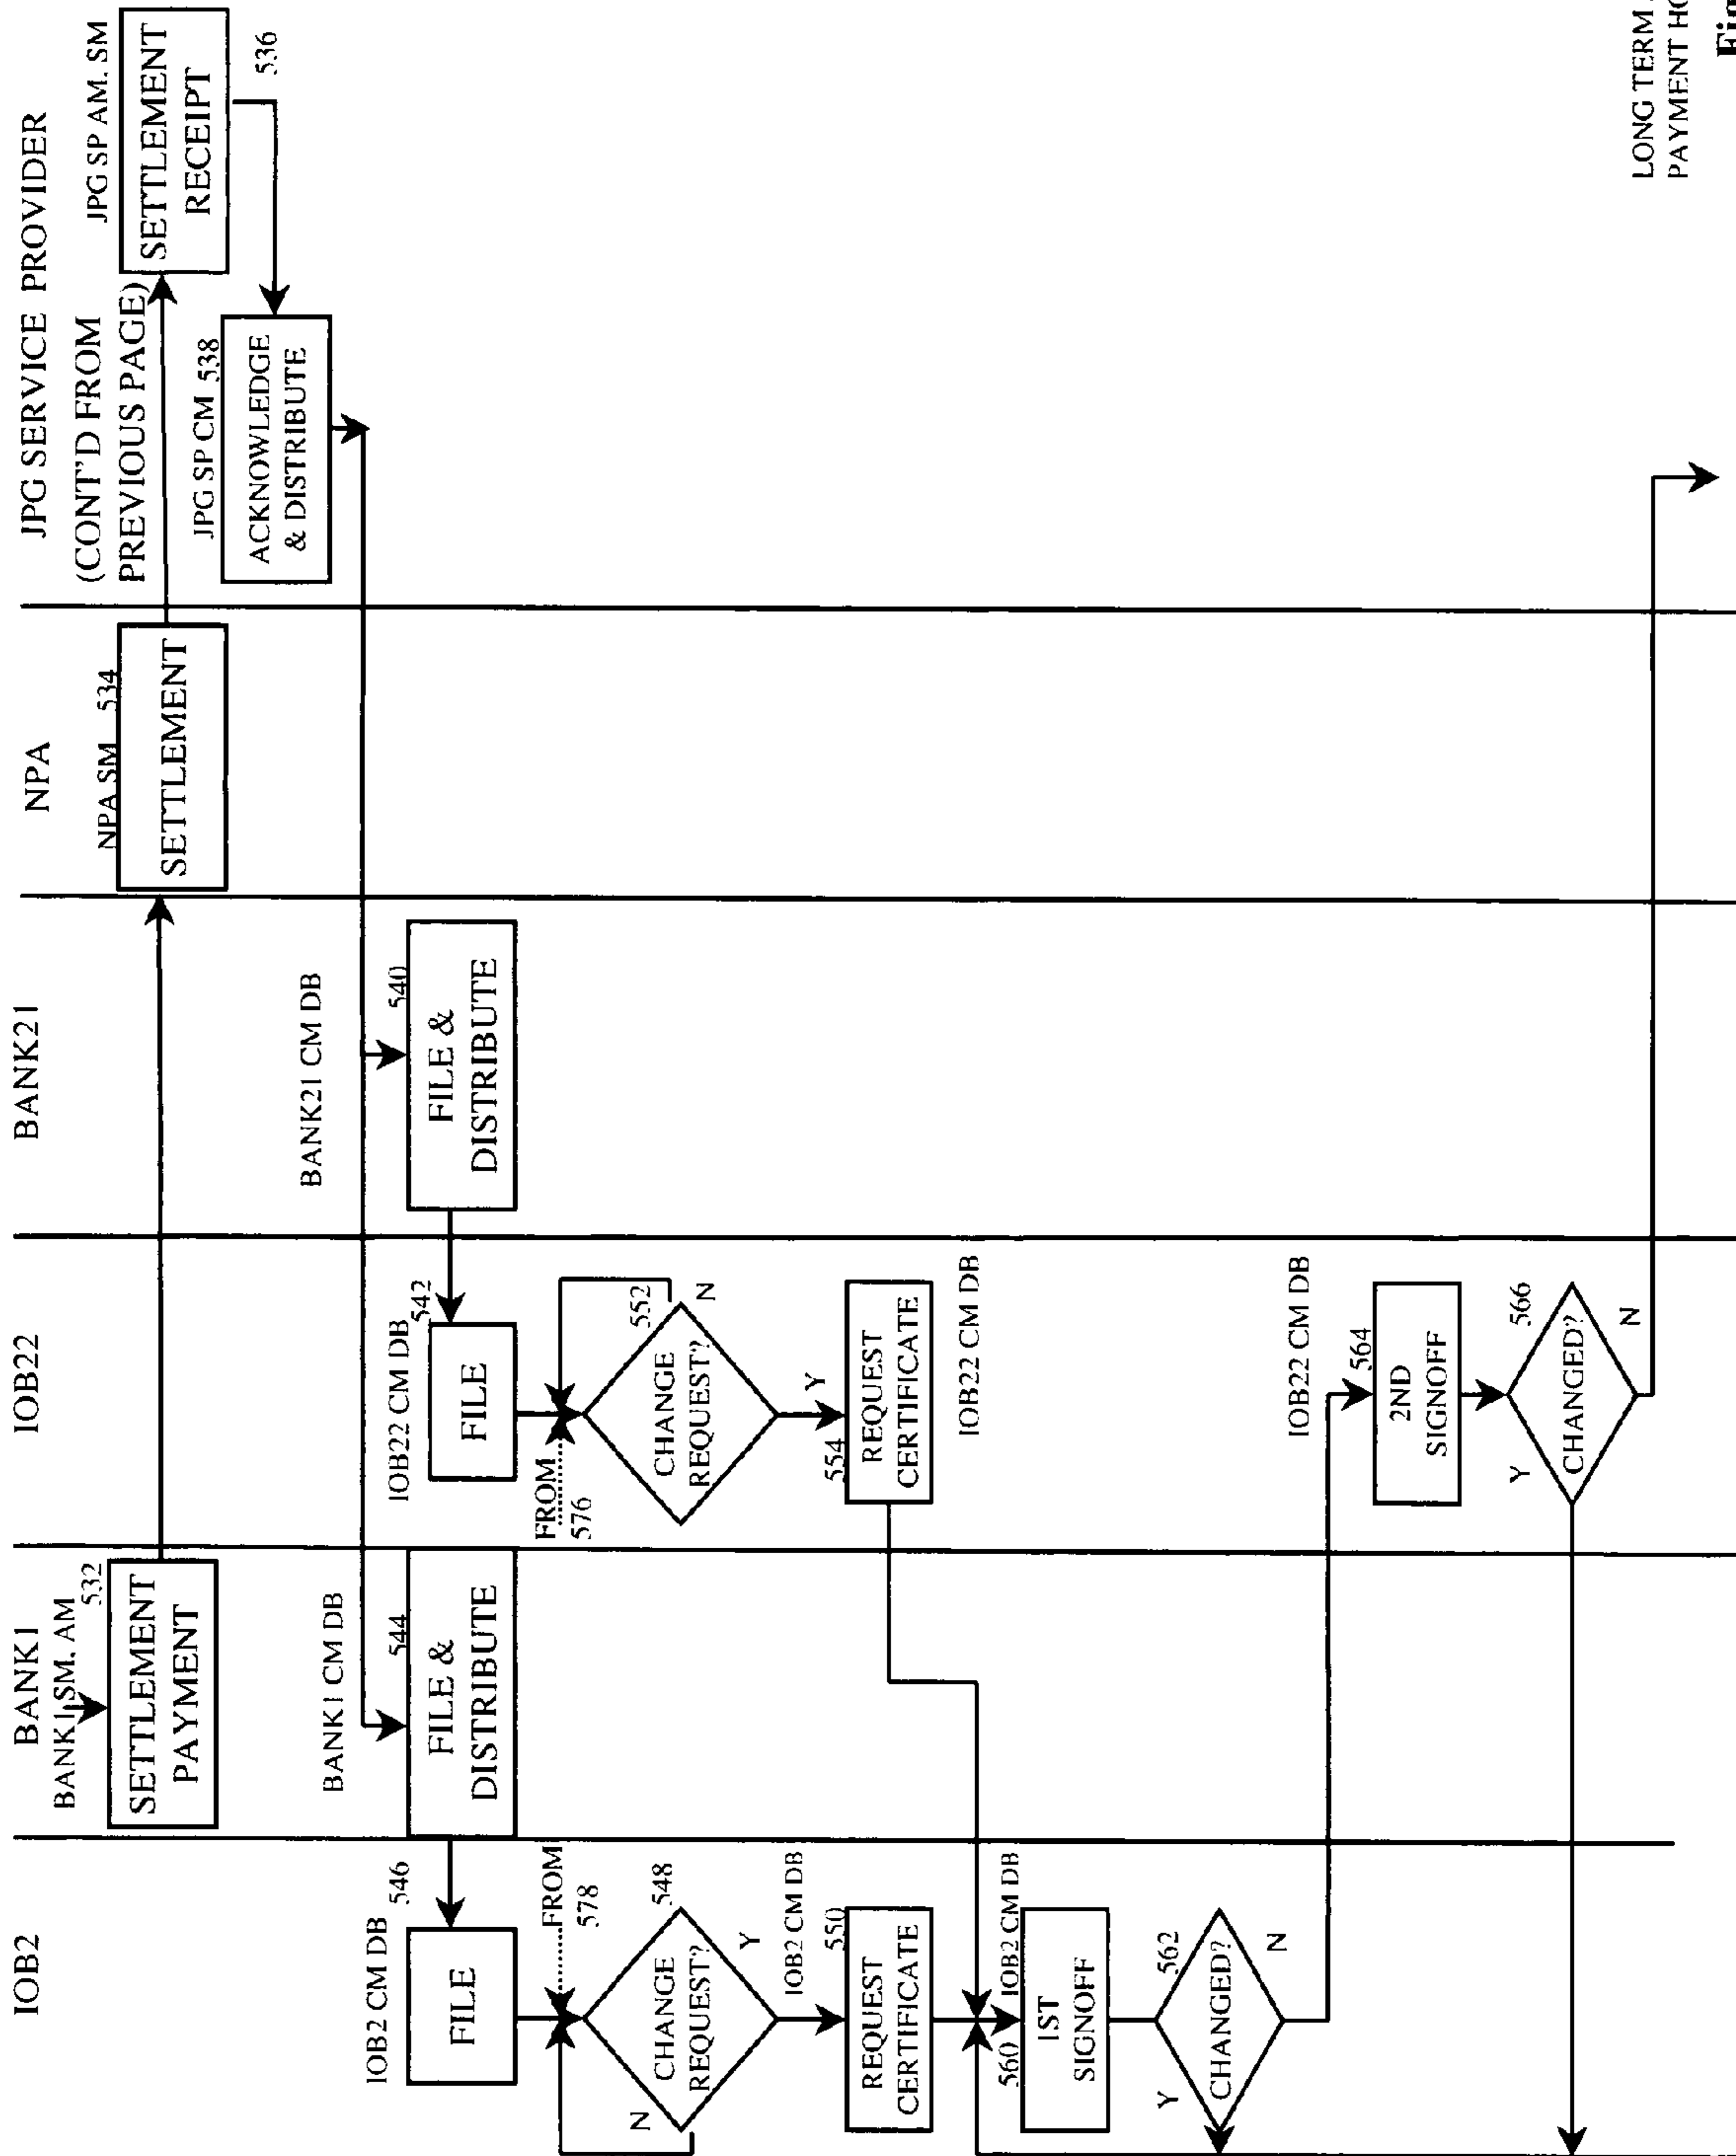 IOB2
BANK1
IOB22
BANK21
NPA
JPG SERVICE PROVIDER
(CONT'D FROM
PREVIOUS PAGE)
BANK1 SM. AM
532
SETTLEMENT
PAYMENT
NPA SM 534
SETTLEMENT
JPG SP AM. SM
SETTLEMENT
RECEIPT
536
JPG SP CM 538
ACKNOWLEDGE
& DISTRIBUTE
BANK21 CM DB
540
FILE &
DISTRIBUTE
IOB22 CM DB
542
FILE
BANK1 CM DB
544
FILE &
DISTRIBUTE
IOB2 CM DB
546
FILE
FROM
578
548
CHANGE
REQUEST?
N
Y
IOB2 CM DB
550
REQUEST
CERTIFICATE
FROM
576
552
CHANGE
REQUEST?
N
Y
554
REQUEST
CERTIFICATE
IOB22 CM DB
IOB2 CM DB
560
1ST
SIGNOFF
562
CHANGED?
Y
N
IOB22 CM DB
564
2ND
SIGNOFF
566
CHANGED?
Y
N
LONG TERM
PAYMENT